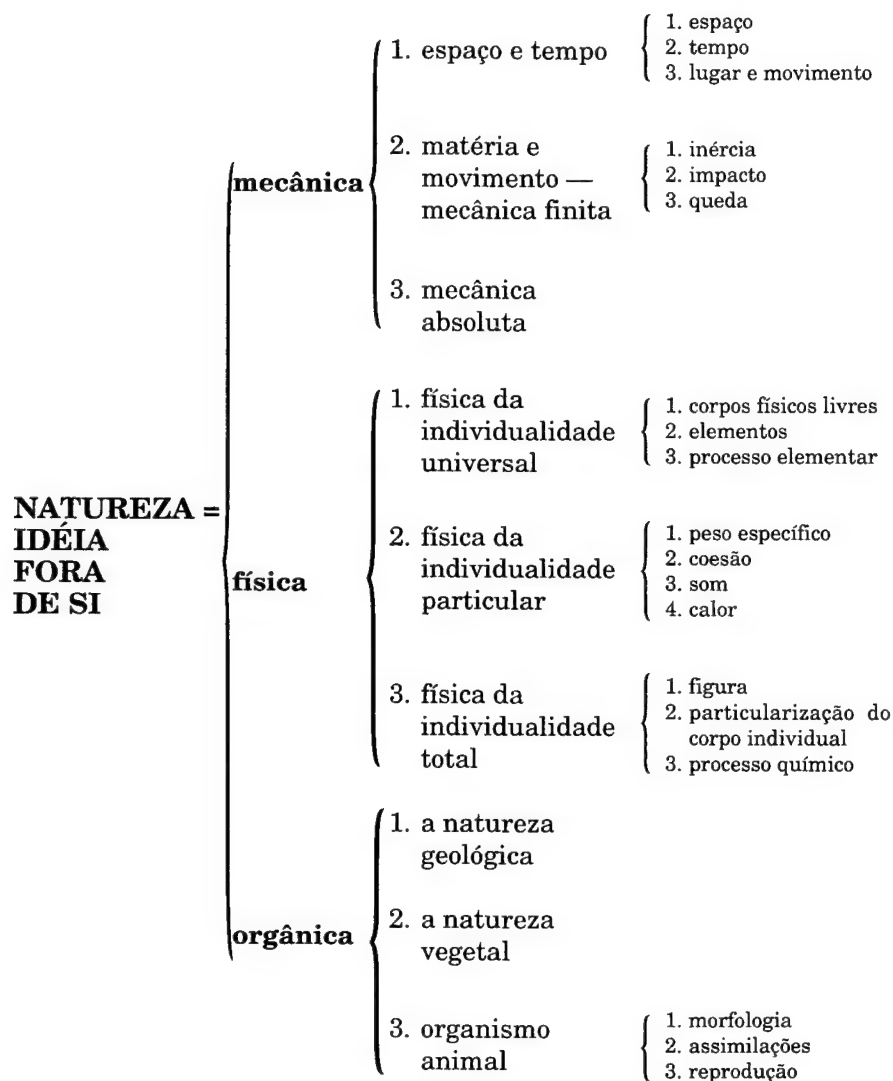 NATUREZA =
IDÉIA
FORA
DE SI
mecânica
1. espaço e tempo
1. espaço
2. tempo
3. lugar e movimento
2. matéria e
movimento —
mecânica finita
1. inércia
2. impacto
3. queda
3. mecânica
absoluta
física
1. física da
individualidade
universal
1. corpos físicos livres
2. elementos
3. processo elementar
2. física da
individualidade
particular
1. peso específico
2. coesão
3. som
4. calor
3. física da
individualidade
total
1. figura
2. particularização do
corpo individual
3. processo químico
orgânica
1. a natureza
geológica
2. a natureza
vegetal
3. organismo
animal
1. morfologia
2. assimilações
3. reprodução